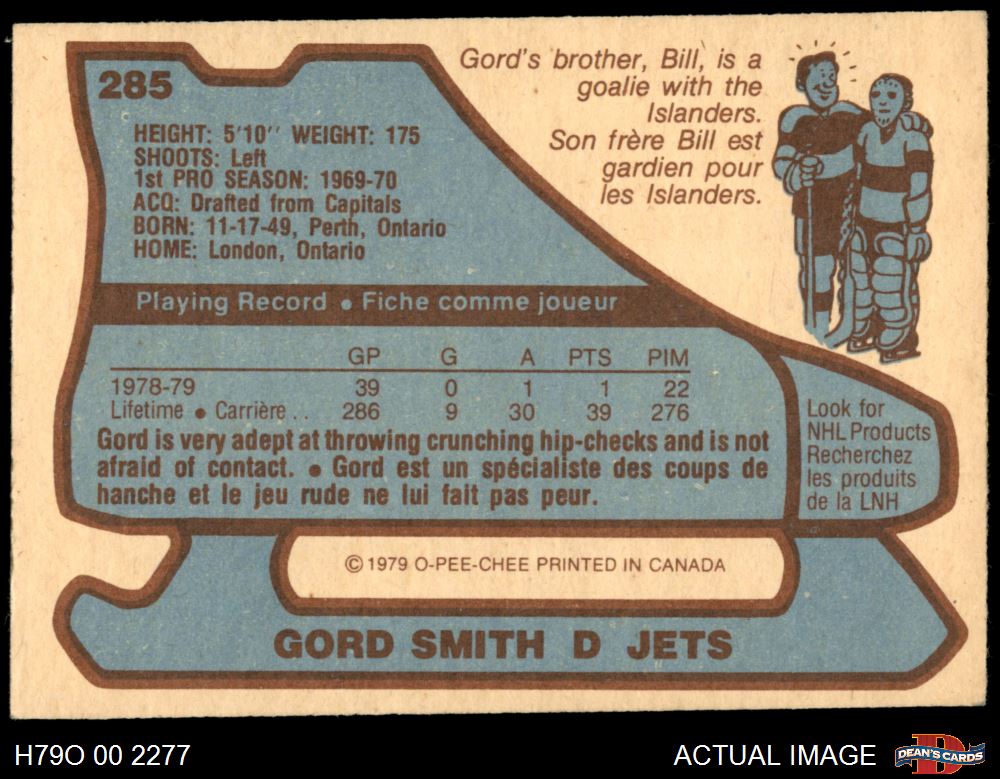 285
HEIGHT: 5'10'' WEIGHT: 175
SHOOTS: Left
1st PRO SEASON: 1969-70
ACQ: Drafted from Capitals
BORN: 11-17-49, Perth, Ontario
HOME: London, Ontario
Gord's brother, Bill, is a
goalie with the
Islanders.
Son frère Bill est
gardien pour
les Islanders.
Playing Record • Fiche comme joueur
GP G A PTS PIM
1978-79 39 0 1 1 22
Lifetime • Carrière . . 286 9 30 39 276
Gord is very adept at throwing crunching hip-checks and is not
afraid of contact. • Gord est un spécialiste des coups de
hanche et le jeu rude ne lui fait pas peur.
Look for
NHL Products
Recherchez
les produits
de la LNH
© 1979 O-PEE-CHEE PRINTED IN CANADA
GORD SMITH D JETS
H79O 00 2277
ACTUAL IMAGE
D
DEAN'S CARDS